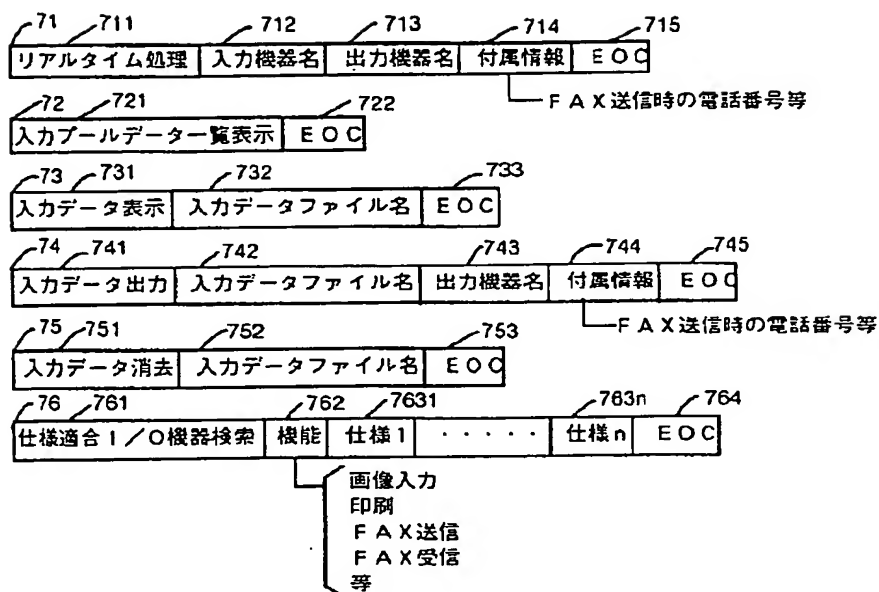 71 711 712 713 714 715
リアルタイム処理 入力機器名 出力機器名 付属情報 EOC
FAX送信時の電話番号等
72 721 722
入力プールデータ一覧表示 EOC
73 731 732 733
入力データ表示 入力データファイル名 EOC
74 741 742 743 744 745
入力データ出力 入力データファイル名 出力機器名 付属情報 EOC
FAX送信時の電話番号等
75 751 752 753
入力データ消去 入力データファイル名 EOC
76 761 762 7631 763n 764
仕様適合I/O機器検索 機能 仕様1 ····· 仕様n EOC
画像入力
印刷
FAX送信
FAX受信
等